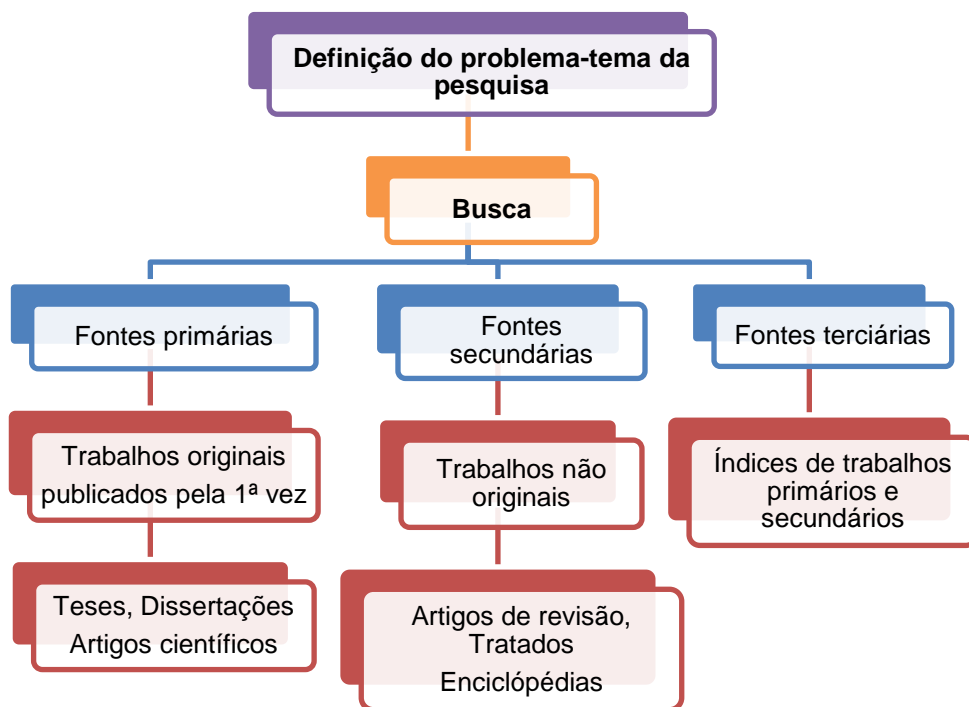 Definição do problema-tema da
pesquisa
Busca
Fontes primárias
Fontes
secundárias
Fontes terciárias
Trabalhos originais
publicados pela 1ª vez
Trabalhos não
originais
Índices de trabalhos
primários e
secundários
Teses, Dissertações
Artigos científicos
Artigos de revisão,
Tratados
Enciclópédias